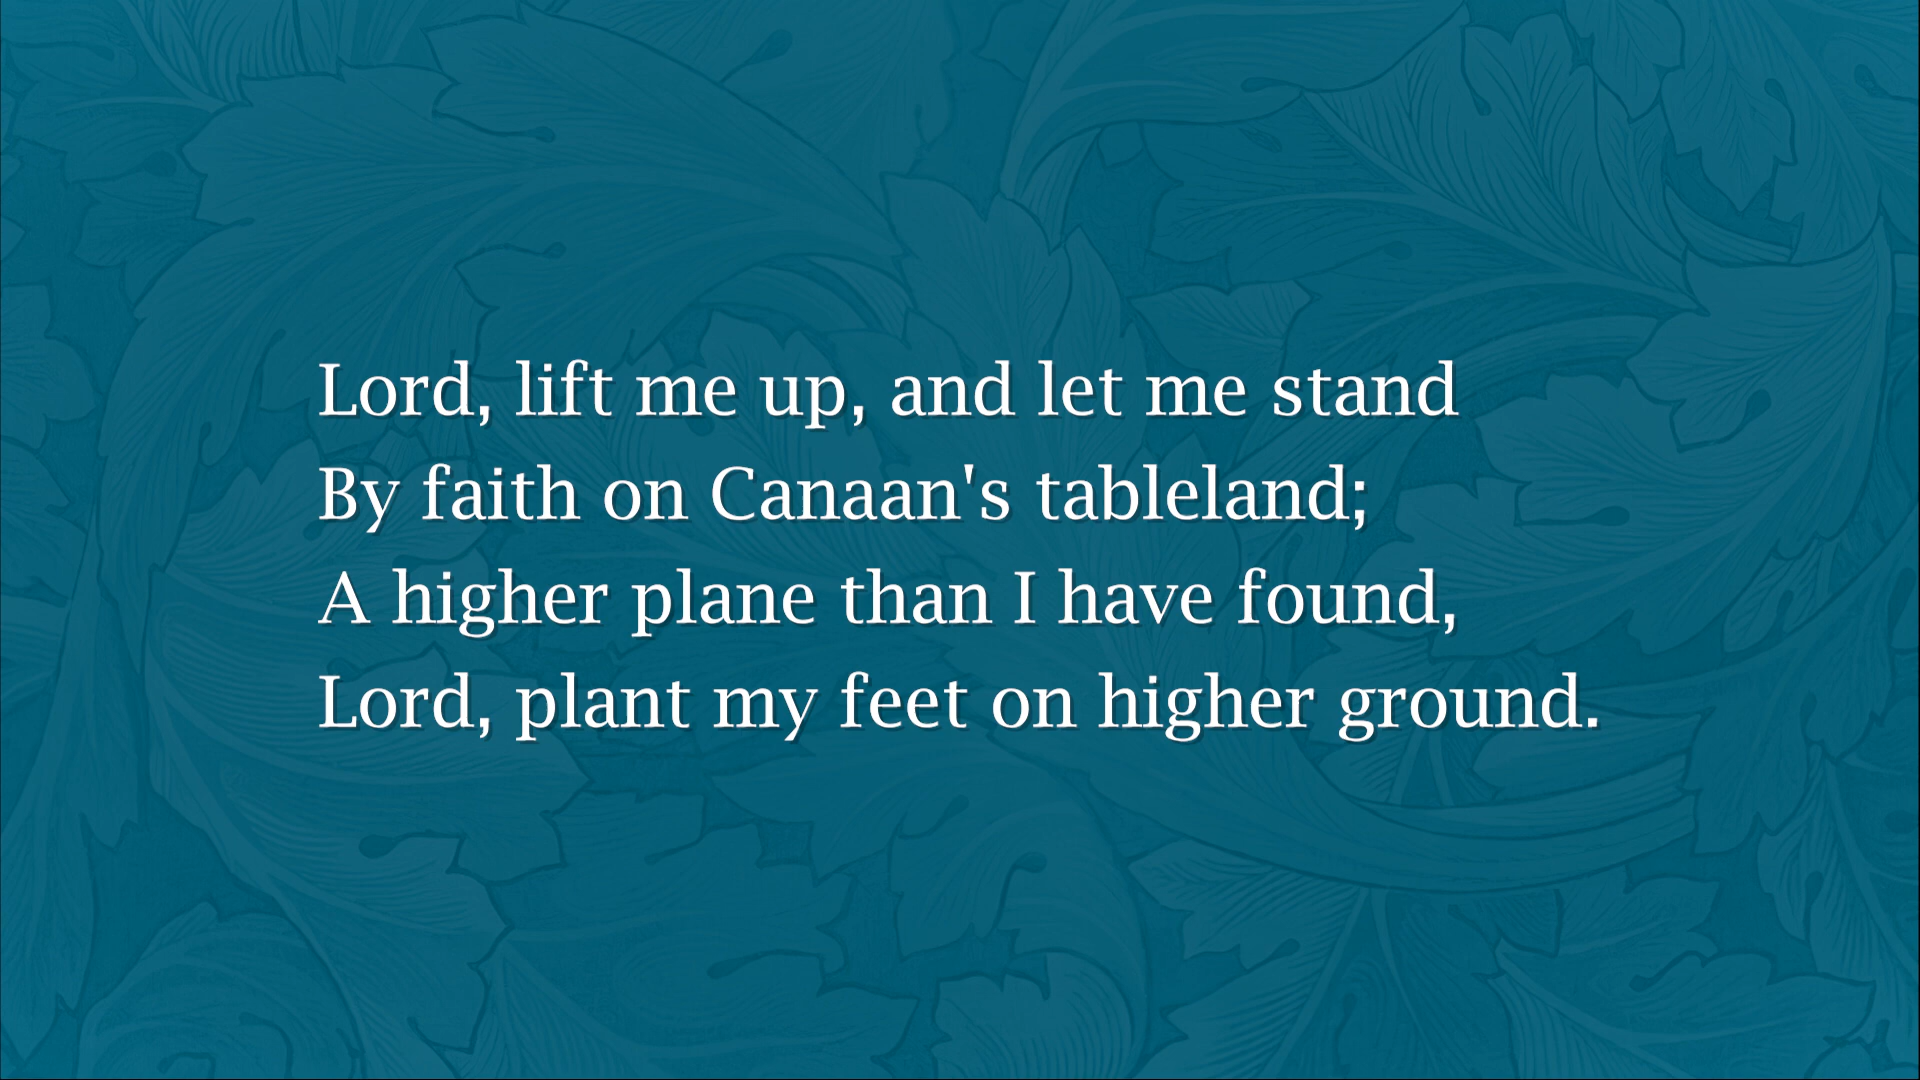 Lord, lift me up, and let me stand
By faith on Canaan's tableland;
A higher plane than I have found,
Lord, plant my feet on higher ground.